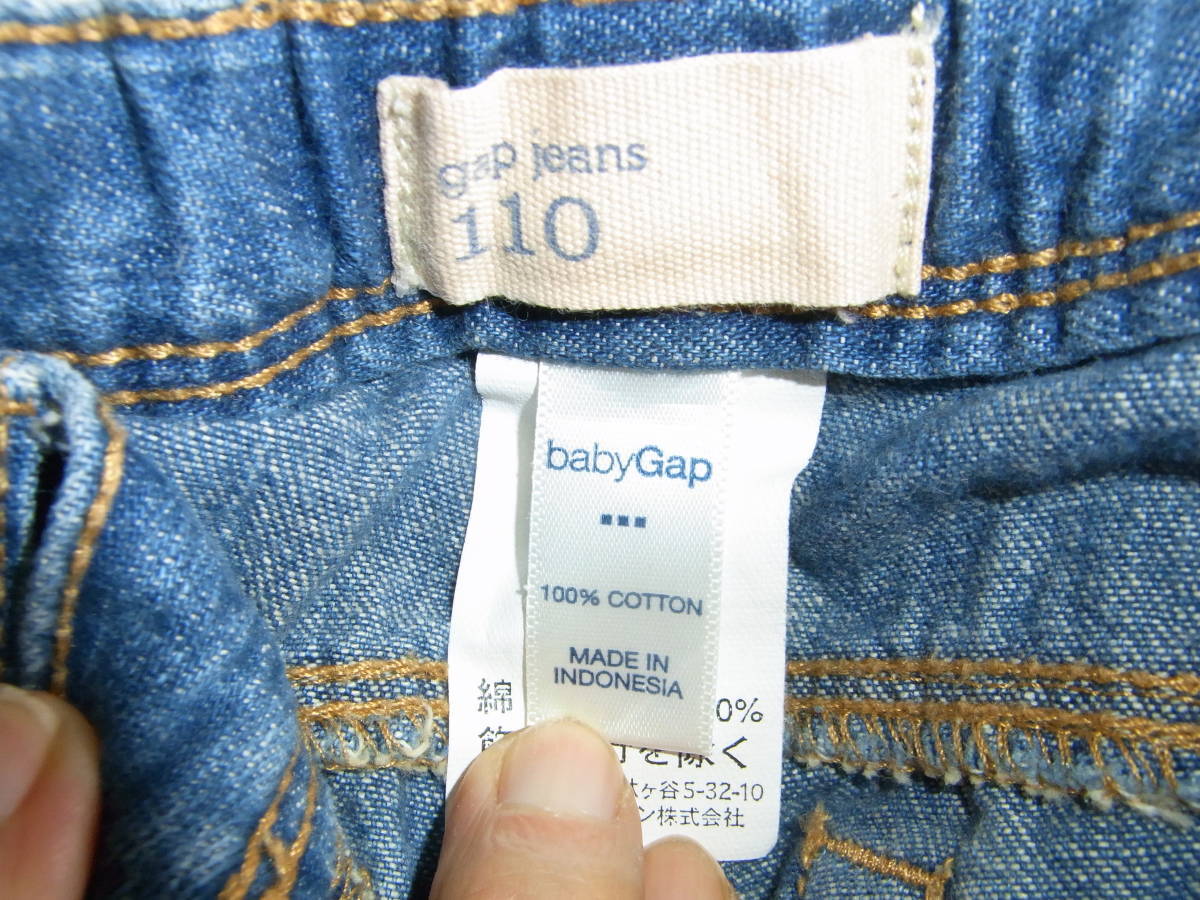 gap jeans
110
babyGap
100% COTTON
MADE IN
INDONESIA
綿 0%
を除く
ヶ谷5-32-10
ン株式会社